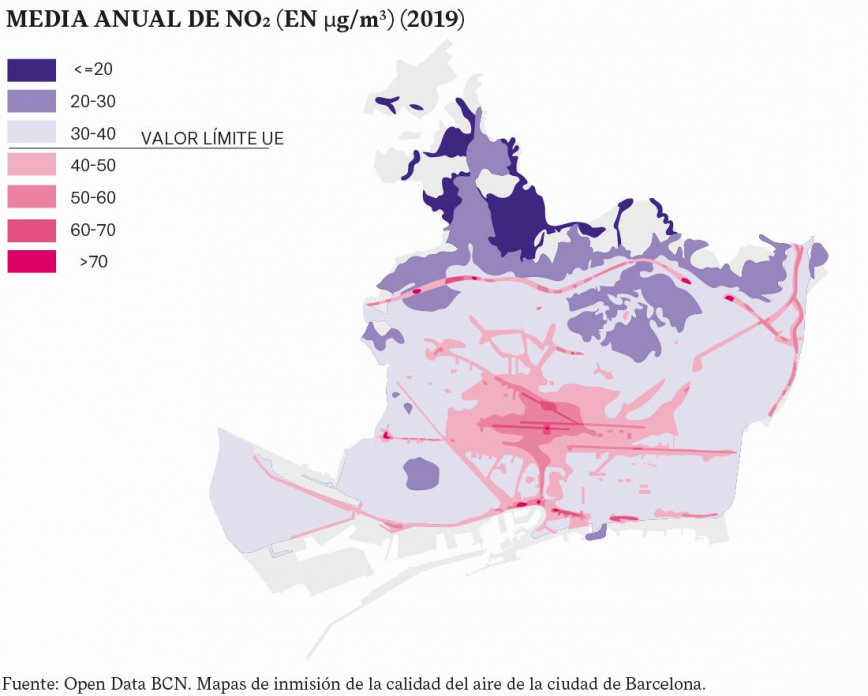 MEDIA ANUAL DE NO₂ (EN µg/m³) (2019)
<=20
20-30
30-40
VALOR LÍMITE UE
40-50
50-60
60-70
>70
Fuente: Open Data BCN. Mapas de inmisión de la calidad del aire de la ciudad de Barcelona.